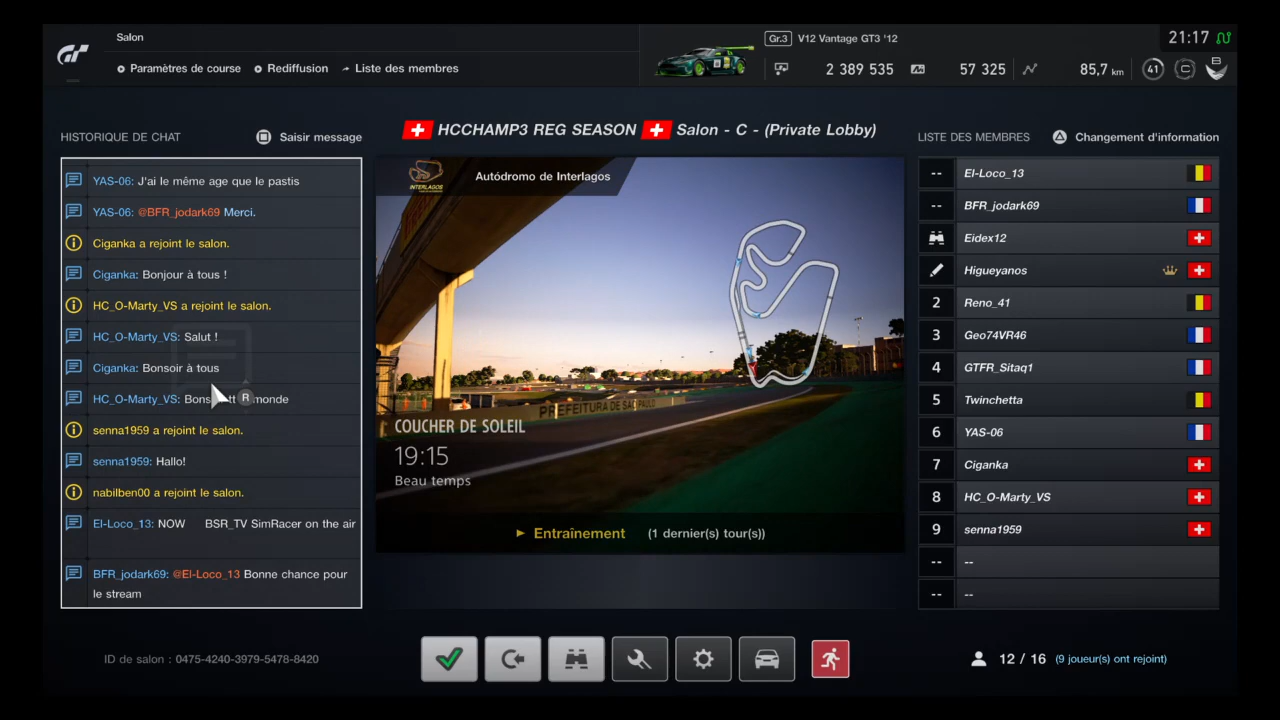 Salon
Gr.3 V12 Vantage GT3 '12
21:17
Paramètres de course Rediffusion Liste des membres
2 389 535 57 325 85,7 km 41
HISTORIQUE DE CHAT Saisir message
HCCHAMP3 REG SEASON Salon - C - (Private Lobby)
LISTE DES MEMBRES Changement d'information
YAS-06: J'ai le même age que le pastis
YAS-06: @BFR_jodark69 Merci.
Ciganka a rejoint le salon.
Ciganka: Bonjour à tous !
HC_O-Marty_VS a rejoint le salon.
HC_O-Marty_VS: Salut !
Ciganka: Bonsoir à tous
HC_O-Marty_VS: Bons tt R monde
senna1959 a rejoint le salon.
senna1959: Hallo!
nabilben00 a rejoint le salon.
El-Loco_13: NOW BSR_TV SimRacer on the air
BFR_jodark69: @El-Loco_13 Bonne chance pour
le stream
INTERLAGOS
Autódromo de Interlagos
PREFEITURA DE SÃO PAULO
COUCHER DE SOLEIL
19:15
Beau temps
Entraînement (1 dernier(s) tour(s))
-- El-Loco_13
-- BFR_jodark69
Eidex12
Higueyanos
2 Reno_41
3 Geo74VR46
4 GTFR_Sitaq1
5 Twinchetta
6 YAS-06
7 Ciganka
8 HC_O-Marty_VS
9 senna1959
-- --
-- --
ID de salon : 0475-4240-3979-5478-8420
12 / 16 (9 joueur(s) ont rejoint)